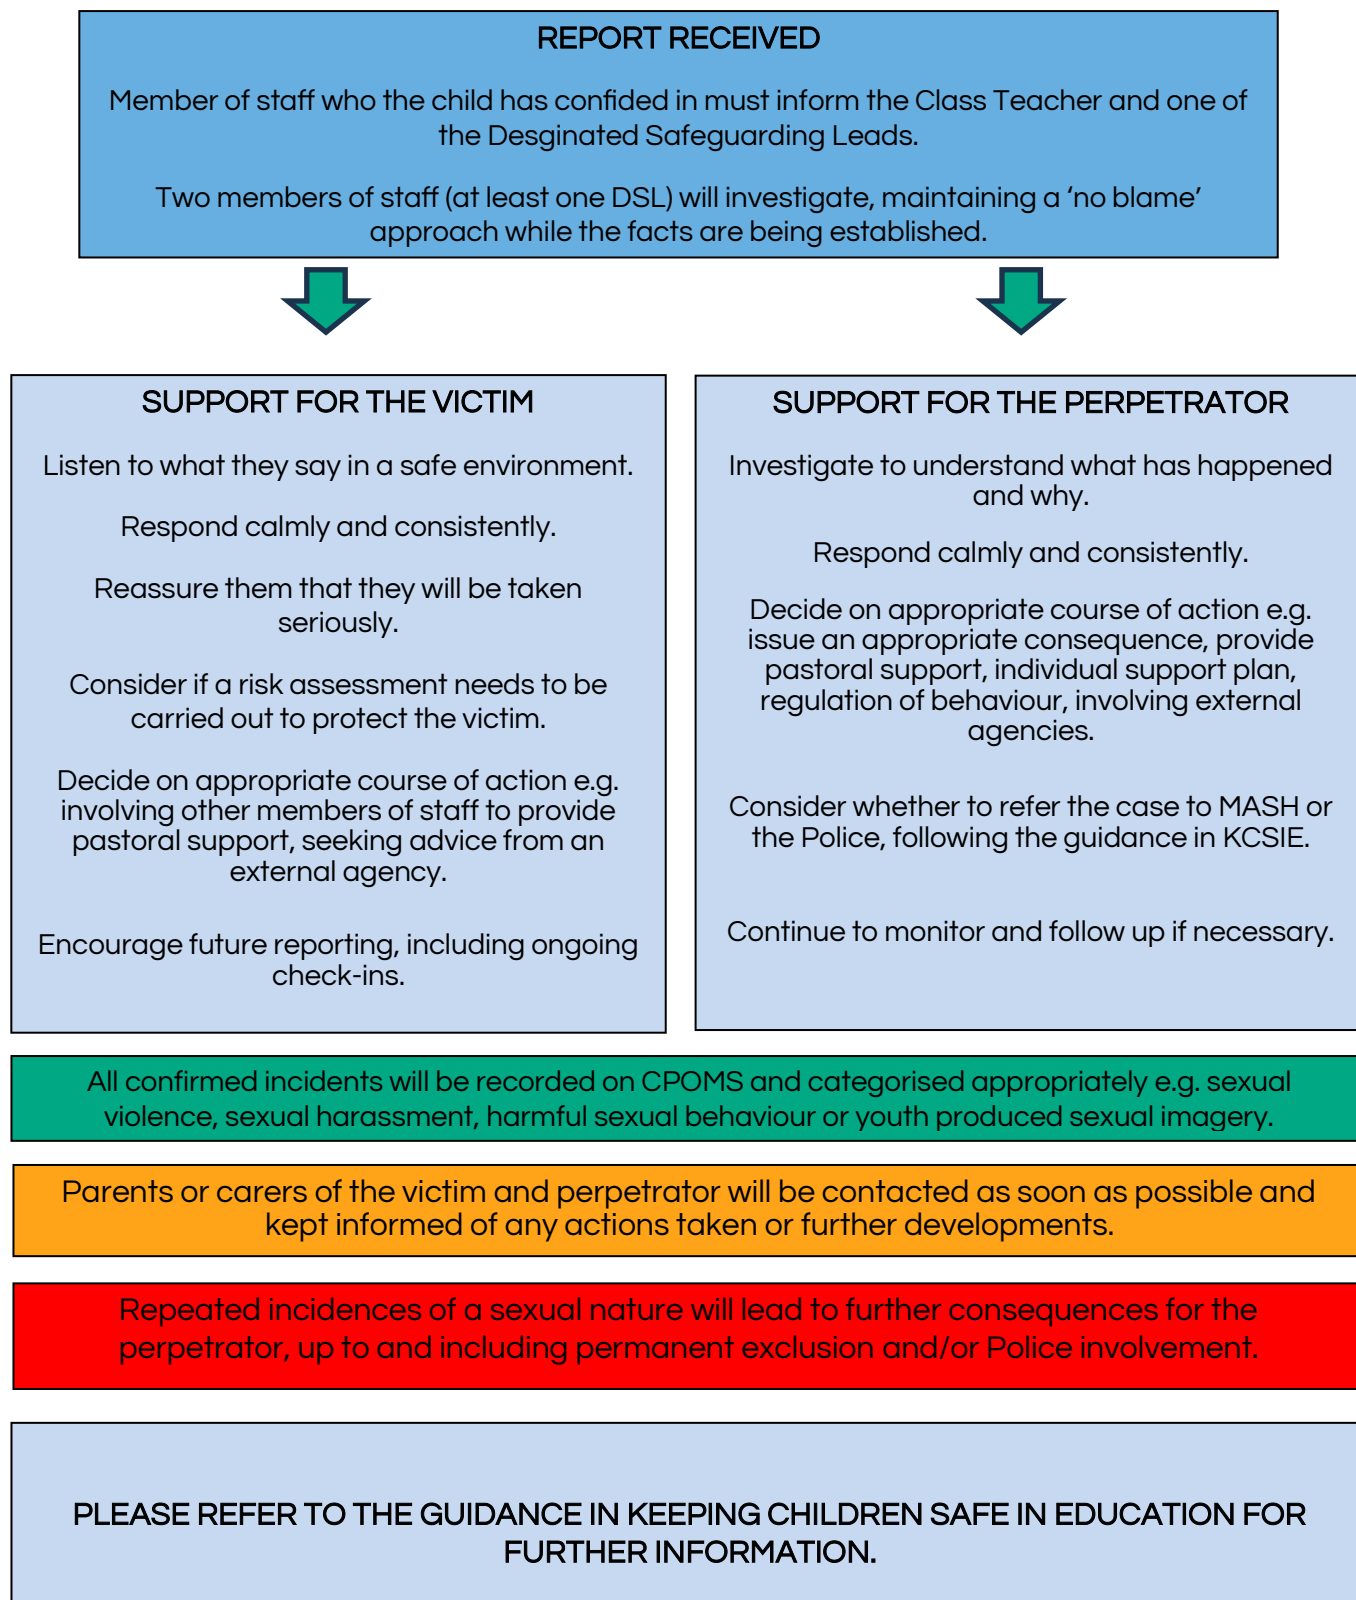 REPORT RECEIVED
Member of staff who the child has confided in must inform the Class Teacher and one of
the Desginated Safeguarding Leads.
Two members of staff (at least one DSL) will investigate, maintaining a ‘no blame’
approach while the facts are being established.
SUPPORT FOR THE VICTIM
Listen to what they say in a safe environment.
Respond calmly and consistently.
Reassure them that they will be taken
seriously.
Consider if a risk assessment needs to be
carried out to protect the victim.
Decide on appropriate course of action e.g.
involving other members of staff to provide
pastoral support, seeking advice from an
external agency.
Encourage future reporting, including ongoing
check-ins.
SUPPORT FOR THE PERPETRATOR
Investigate to understand what has happened
and why.
Respond calmly and consistently.
Decide on appropriate course of action e.g.
issue an appropriate consequence, provide
pastoral support, individual support plan,
regulation of behaviour, involving external
agencies.
Consider whether to refer the case to MASH or
the Police, following the guidance in KCSIE.
Continue to monitor and follow up if necessary.
All confirmed incidents will be recorded on CPOMS and categorised appropriately e.g. sexual
violence, sexual harassment, harmful sexual behaviour or youth produced sexual imagery.
Parents or carers of the victim and perpetrator will be contacted as soon as possible and
kept informed of any actions taken or further developments.
Repeated incidences of a sexual nature will lead to further consequences for the
perpetrator, up to and including permanent exclusion and/or Police involvement.
PLEASE REFER TO THE GUIDANCE IN KEEPING CHILDREN SAFE IN EDUCATION FOR
FURTHER INFORMATION.